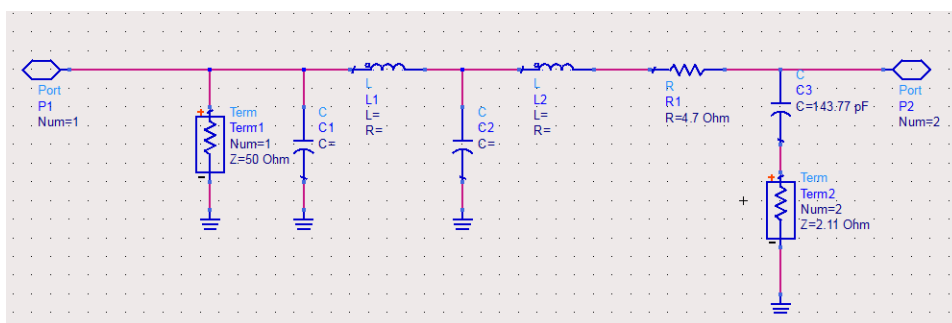 Port
P1
Num=1
Term
Term1
Num=1
Z=50 Ohm
C
C1
C=
L
L1
L=
R=
C
C2
C=
L
L2
L=
R=
R
R1
R=4.7 Ohm
C
C3
C=143.77 pF
Term
Term2
Num=2
Z=2.11 Ohm
Port
P2
Num=2